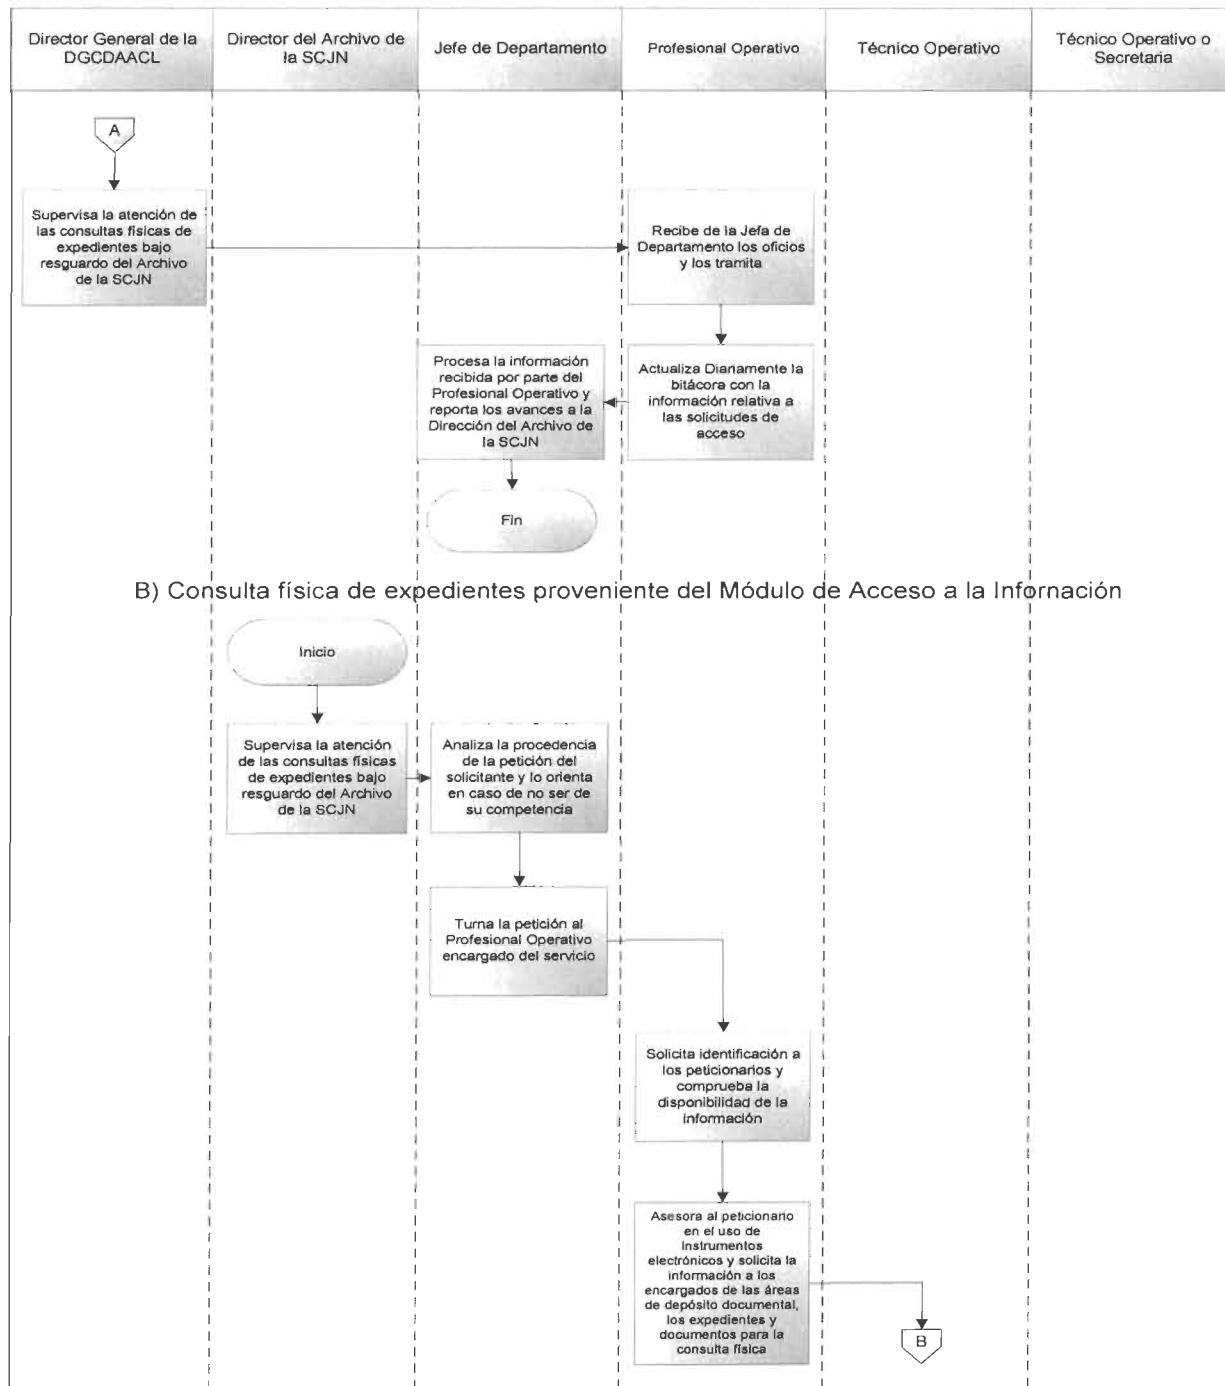 Director General de la
DGCDAACL
Director del Archivo de
la SCJN
Jefe de Departamento
Profesional Operativo
Técnico Operativo
Técnico Operativo o
Secretaria
A
Supervisa la atención de
las consultas físicas de
expedientes bajo
resguardo del Archivo
de la SCJN
Recibe de la Jefa de
Departamento los oficios
y los tramita
Procesa la información
recibida por parte del
Profesional Operativo y
reporta los avances a la
Dirección del Archivo de
la SCJN
Actualiza Diariamente la
bitácora con la
información relativa a
las solicitudes de
acceso
Fin
B) Consulta física de expedientes proveniente del Módulo de Acceso a la Infornación
Inicio
Supervisa la atención
de las consultas físicas
de expedientes bajo
resguardo del Archivo
de la SCJN
Analiza la procedencia
de la petición del
solicitante y lo orienta
en caso de no ser de
su competencia
Turna la petición al
Profesional Operativo
encargado del servicio
Solicita identificación a
los peticionarios y
comprueba la
disponibilidad de la
información
Asesora al peticionario
en el uso de
Instrumentos
electrónicos y solicita la
información a los
encargados de las áreas
de depósito documental,
los expedientes y
documentos para la
consulta física
B